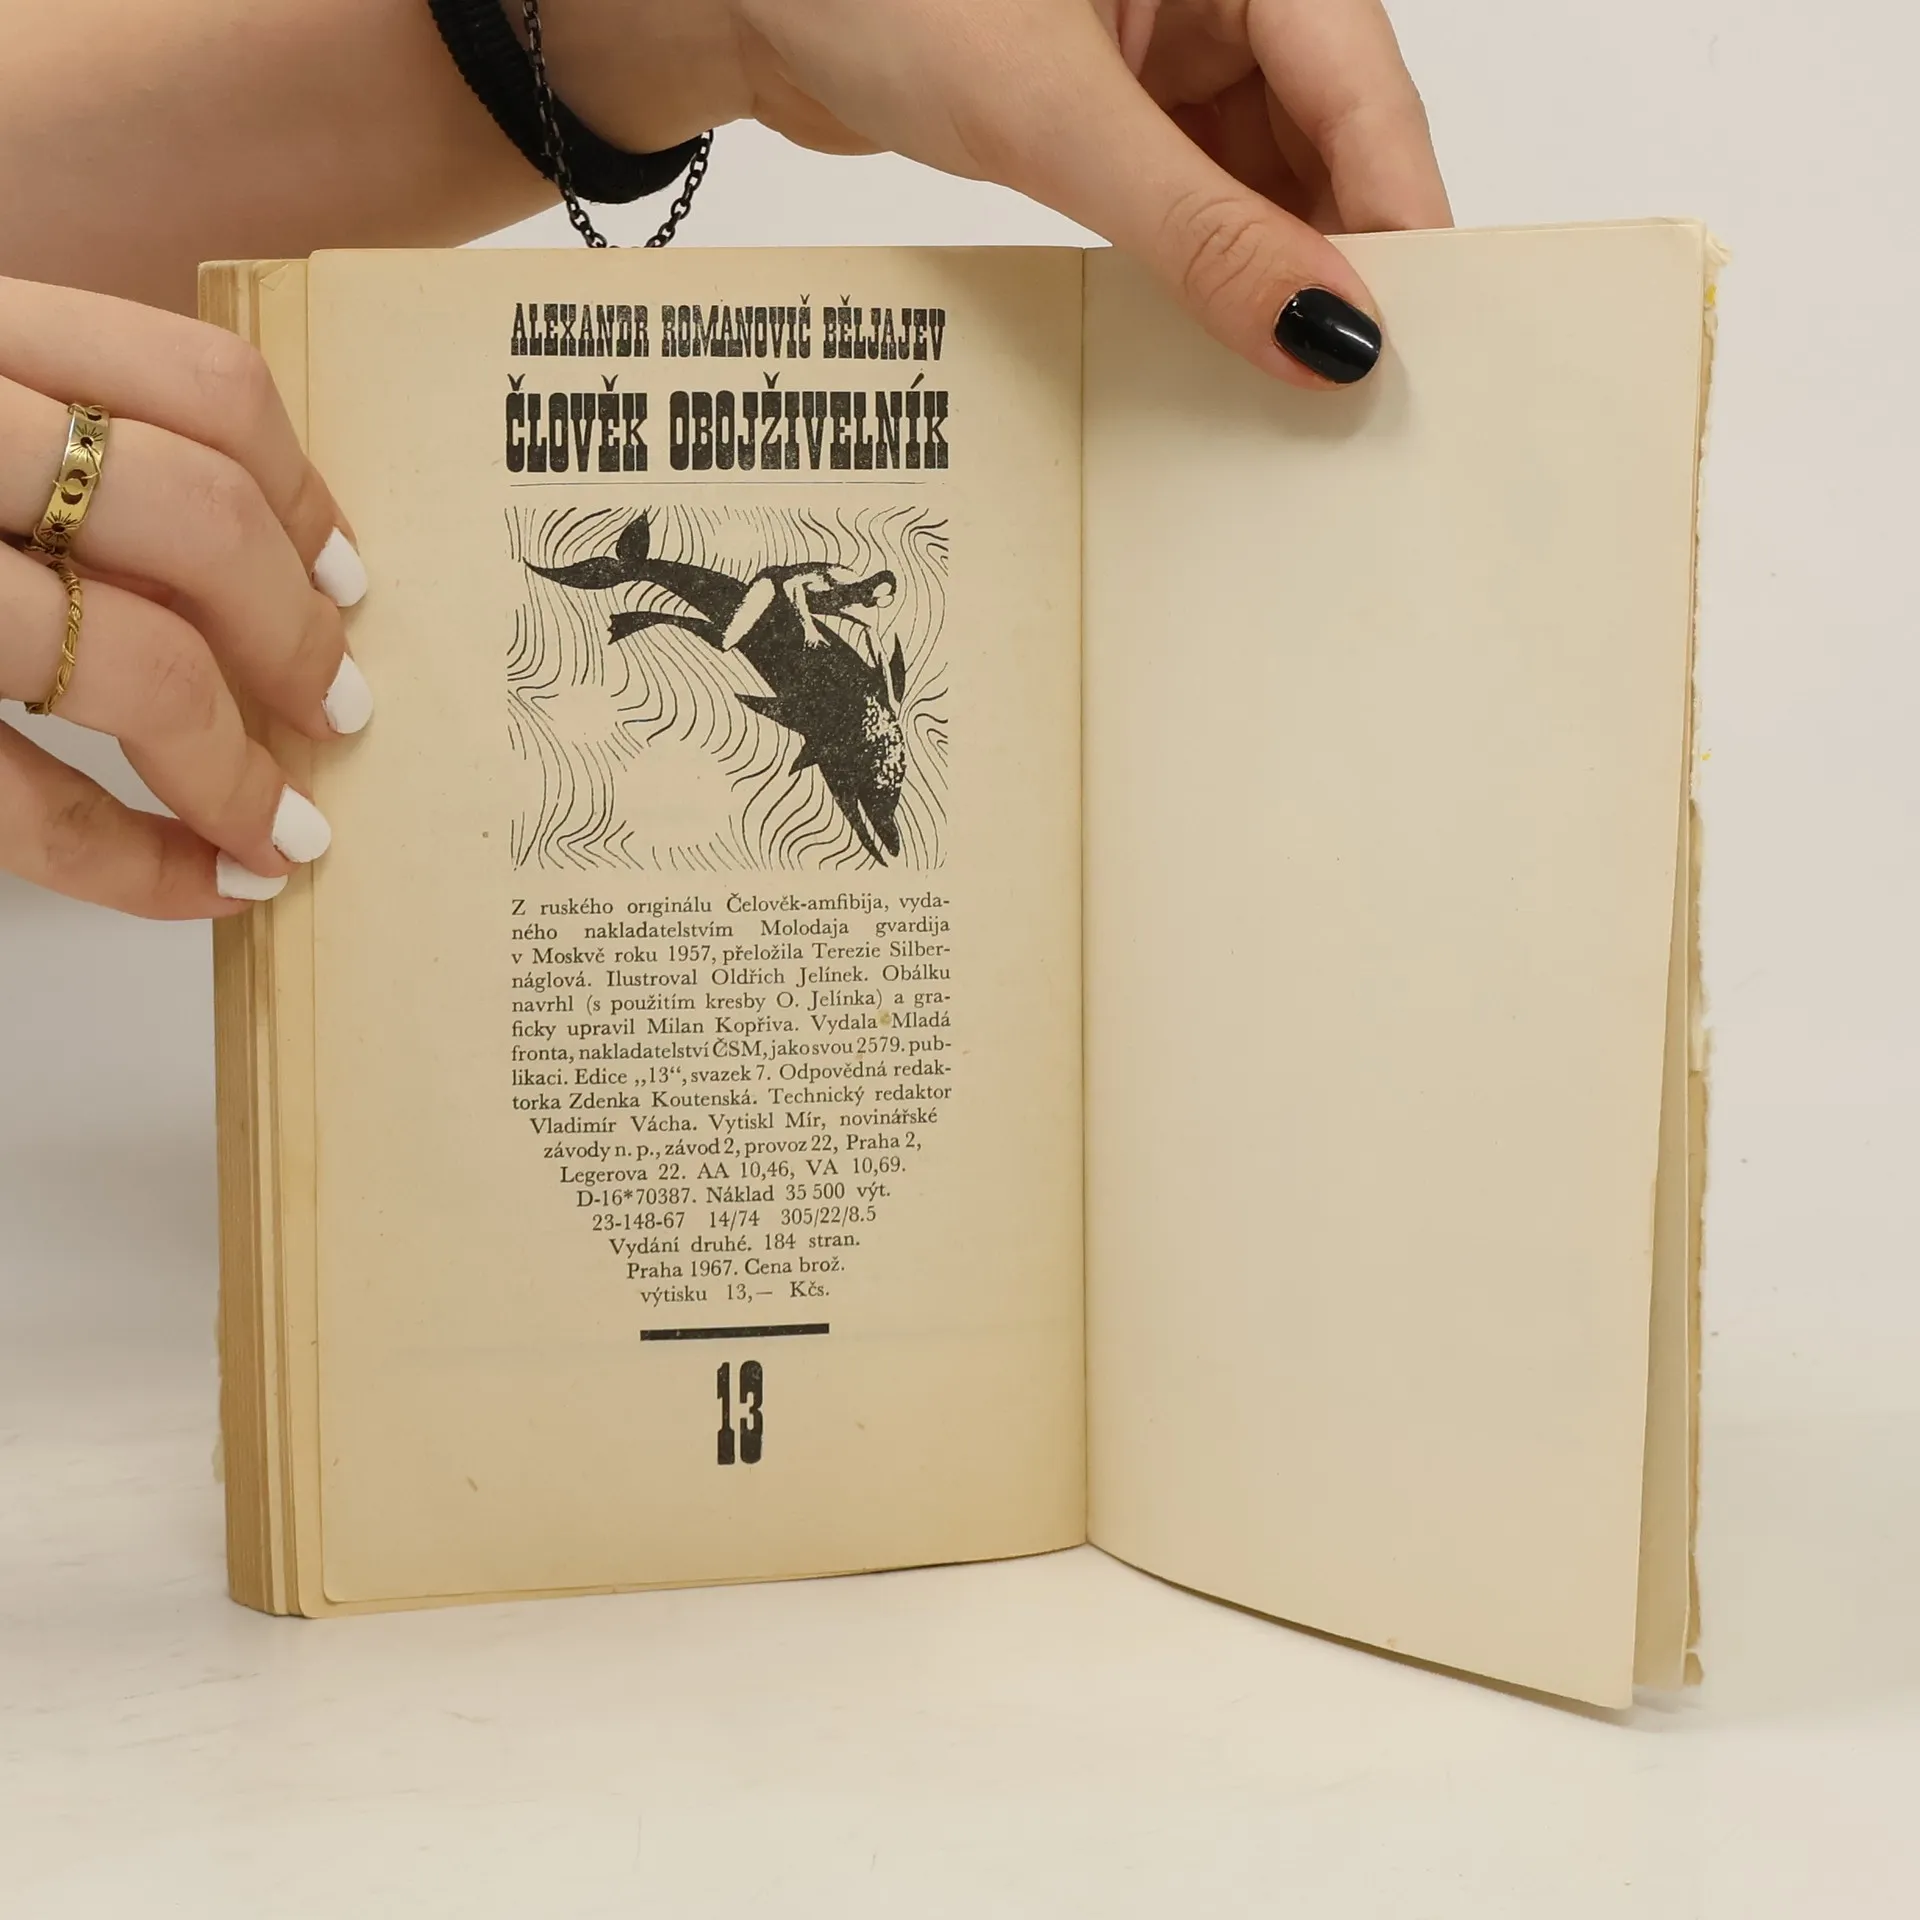 ALEXANDR ROMANOVIČ BĚLJAJEV
ČLOVĚK OBOJŽIVELNÍK
Z ruského originálu Čelověk-amfibija, vyda-
ného nakladatelstvím Molodaja gvardija
v Moskvě roku 1957, přeložila Terezie Silber-
náglová. Ilustroval Oldřich Jelínek. Obálku
navrhl (s použitím kresby O. Jelínka) a gra-
ficky upravil Milan Kopřiva. Vydala Mladá
fronta, nakladatelství ČSM, jako svou 2579. pub-
likaci. Edice „13“, svazek 7. Odpovědná redak-
torka Zdenka Koutenská. Technický redaktor
Vladimír Vácha. Vytiskl Mír, novinářské
závody n. p., závod 2, provoz 22, Praha 2,
Legerova 22. AA 10,46, VA 10,69.
D-16*70387. Náklad 35 500 výt.
23-148-67 14/74 305/22/8.5
Vydání druhé. 184 stran.
Praha 1967. Cena brož.
výtisku 13,— Kčs.
13